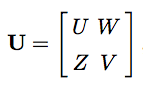 U = [ U W
Z V ]